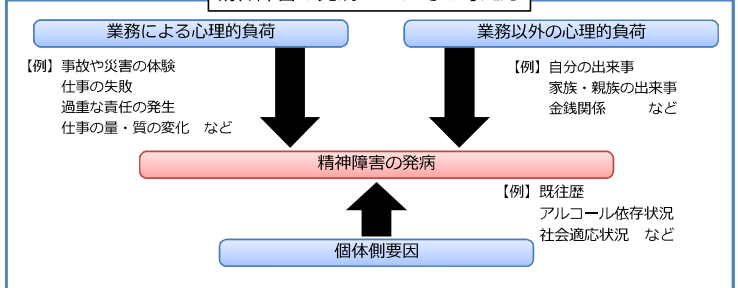 業務による心理的負荷
業務以外の心理的負荷
【例】事故や災害の体験
仕事の失敗
過重な責任の発生
仕事の量・質の変化 など
【例】自分の出来事
家族・親族の出来事
金銭関係 など
精神障害の発病
【例】既往歴
アルコール依存状況
社会適応状況 など
個体側要因